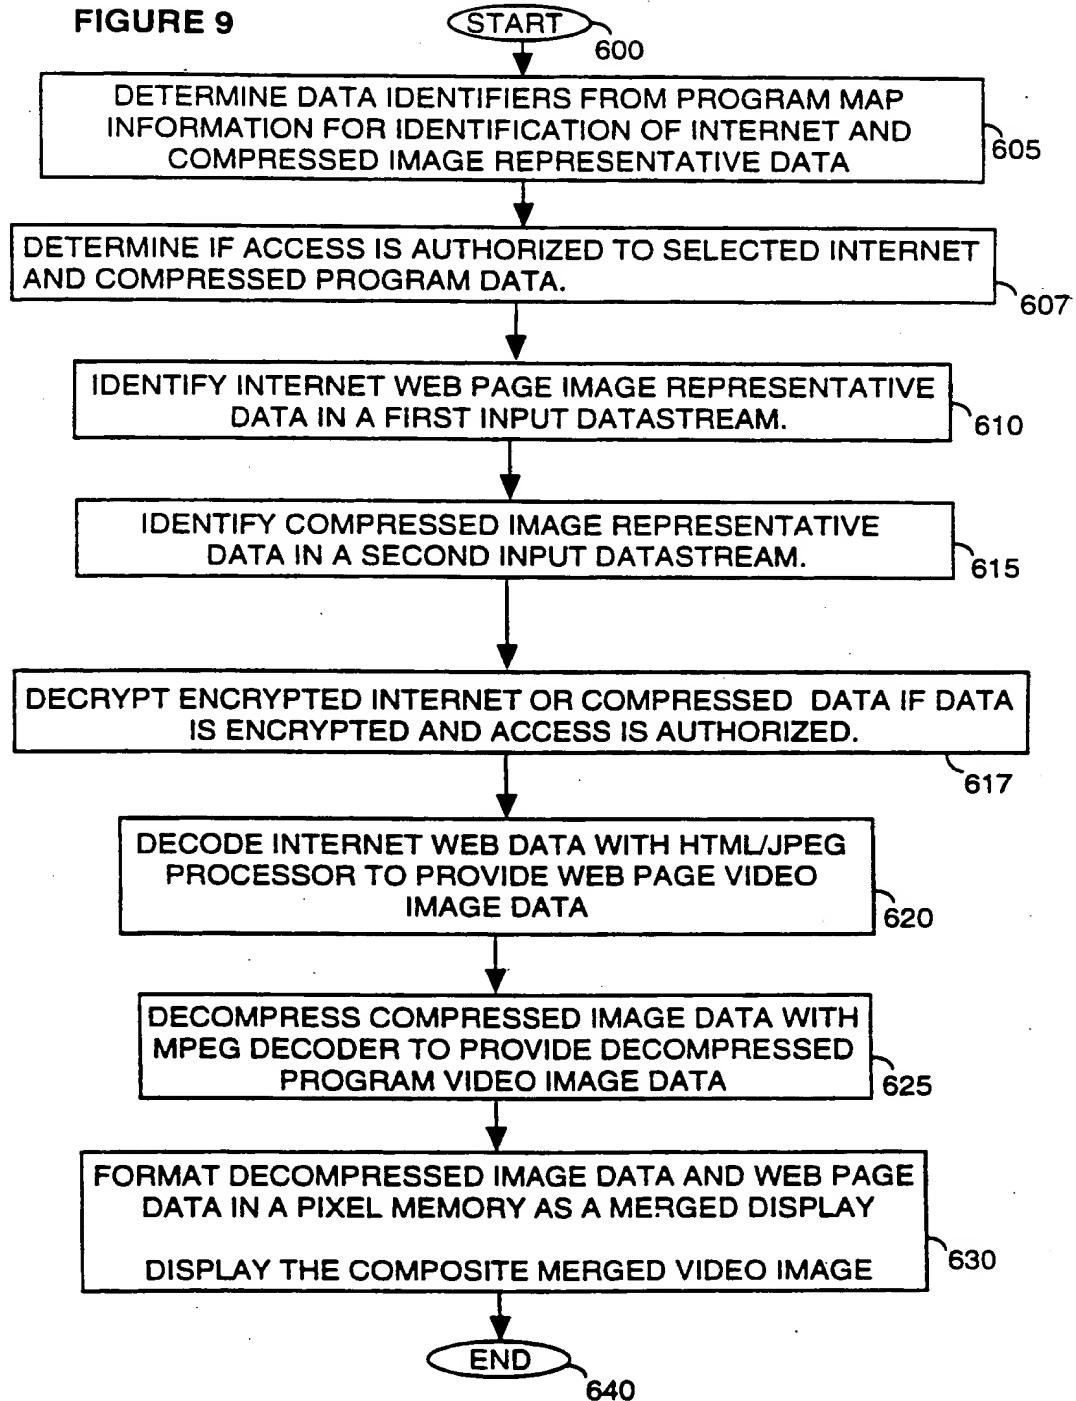 FIGURE 9
START
600
DETERMINE DATA IDENTIFIERS FROM PROGRAM MAP
INFORMATION FOR IDENTIFICATION OF INTERNET AND
COMPRESSED IMAGE REPRESENTATIVE DATA
605
DETERMINE IF ACCESS IS AUTHORIZED TO SELECTED INTERNET
AND COMPRESSED PROGRAM DATA.
607
IDENTIFY INTERNET WEB PAGE IMAGE REPRESENTATIVE
DATA IN A FIRST INPUT DATASTREAM.
610
IDENTIFY COMPRESSED IMAGE REPRESENTATIVE
DATA IN A SECOND INPUT DATASTREAM.
615
DECRYPT ENCRYPTED INTERNET OR COMPRESSED DATA IF DATA
IS ENCRYPTED AND ACCESS IS AUTHORIZED.
617
DECODE INTERNET WEB DATA WITH HTML/JPEG
PROCESSOR TO PROVIDE WEB PAGE VIDEO
IMAGE DATA
620
DECOMPRESS COMPRESSED IMAGE DATA WITH
MPEG DECODER TO PROVIDE DECOMPRESSED
PROGRAM VIDEO IMAGE DATA
625
FORMAT DECOMPRESSED IMAGE DATA AND WEB PAGE
DATA IN A PIXEL MEMORY AS A MERGED DISPLAY
DISPLAY THE COMPOSITE MERGED VIDEO IMAGE
630
END
640